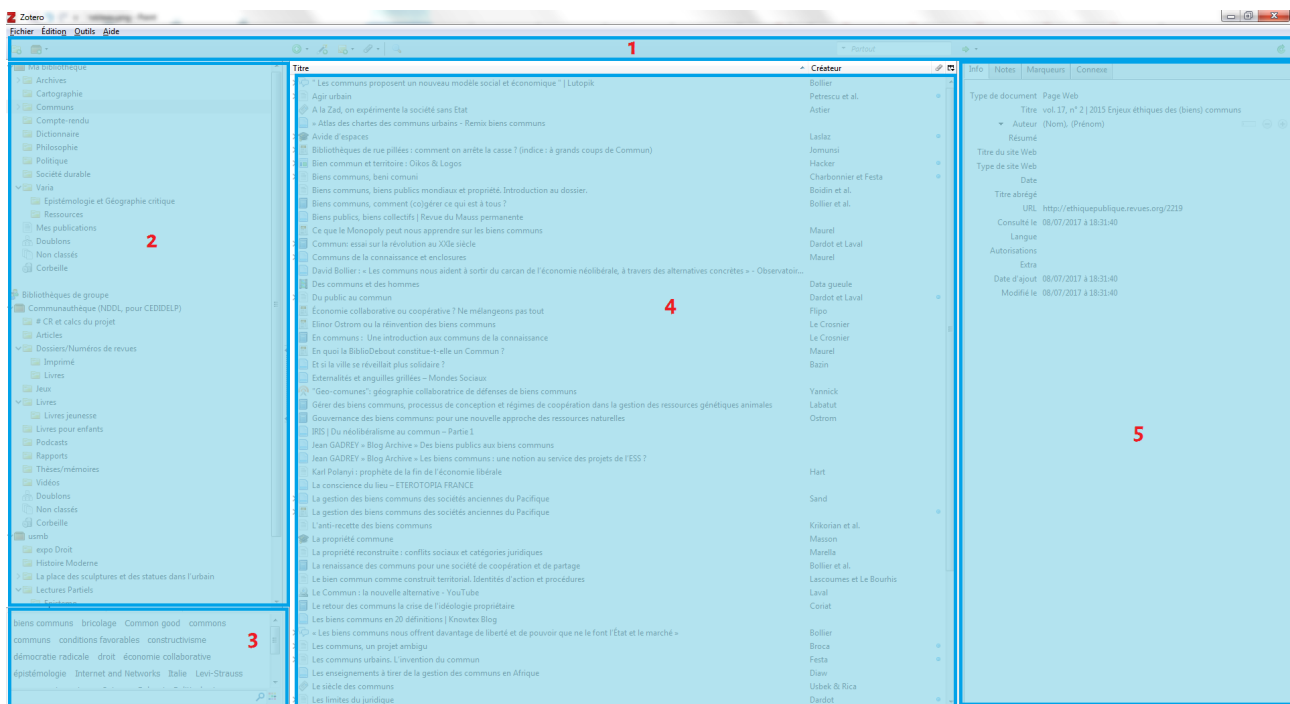 Zotero
Fichier Édition Outils Aide
1
Partout
Ma bibliothèque
Archives
Cartographie
Communs
Compte-rendu
Dictionnaire
Philosophie
Politique
Société durable
Varia
Epistémologie et Géographie critique
Ressources
Mes publications
2
Doublons
Non classés
Corbeille
Bibliothèques de groupe
Communauthèque (NDDL, pour CEDIDELP)
# CR et calcs du projet
Articles
Dossiers/Numéros de revues
Imprimé
Livres
Jeux
Livres
Livres jeunesse
Livres pour enfants
Podcasts
Rapports
Thèses/mémoires
Vidéos
Doublons
Non classés
Corbeille
usmb
expo Droit
Histoire Moderne
La place des sculptures et des statues dans l'urbain
Lectures Partiels
biens communs bricolage Common good commons
communs conditions favorables constructivisme
3
démocratie radicale droit économie collaborative
épistémologie Internet and Networks Italie Levi-Strauss
Titre Créateur
" Les communs proposent un nouveau modèle social et économique " | Lutopik Bollier
Agir urbain Petrescu et al.
A la Zad, on expérimente la société sans Etat Astier
« Atlas des chartes des communs urbains - Remix biens communs
Avide d'espaces Laslaz
Bibliothèques de rue pillées : comment on arrête la casse ? (indice : à grands coups de Commun) Jomunsi
Bien commun et territoire : Oikos & Logos Hacker
Biens communs, beni comuni Charbonnier et Festa
Biens communs, biens publics mondiaux et propriété. Introduction au dossier. Boidin et al.
Biens communs, comment (co)gérer ce qui est à tous ? Bollier et al.
Biens publics, biens collectifs | Revue du Mauss permanente
Ce que le Monopoly peut nous apprendre sur les biens communs Maurel
Commun: essai sur la révolution au XXIe siècle Dardot et Laval
Communs de la connaissance et enclosures Maurel
David Bollier : « Les communs nous aident à sortir du carcan de l'économie néolibérale, à travers des alternatives concrètes » - Observatoir...
Des communs et des hommes Data gueule
Du public au commun Dardot et Laval
4
Économie collaborative ou coopérative ? Ne mélangeons pas tout Flipo
Elinor Ostrom ou la réinvention des biens communs Le Crosnier
En communs : Une introduction aux communs de la connaissance Le Crosnier
En quoi la BiblioDebout constitue-t-elle un Commun ? Maurel
Et si la ville se réveillait plus solidaire ? Bazin
Externalités et anguilles grillées – Mondes Sociaux
"Geo-comunes": géographie collaboratrice de défenses de biens communs Yannick
Gérer des biens communs, processus de conception et régimes de coopération dans la gestion des ressources génétiques animales Labatut
Gouvernance des biens communs: pour une nouvelle approche des ressources naturelles Ostrom
IRIS | Du néolibéralisme au commun – Partie 1
Jean GADREY » Blog Archive » Des biens publics aux biens communs
Jean GADREY » Blog Archive » Les biens communs : une notion au service des projets de l'ESS ?
Karl Polanyi : prophète de la fin de l'économie libérale Hart
La conscience du lieu – ETEROTOPIA FRANCE
La gestion des biens communs des sociétés anciennes du Pacifique Sand
La gestion des biens communs des sociétés anciennes du Pacifique
L'anti-recette des biens communs Krikorian et al.
La propriété commune Masson
La propriété reconstruite : conflits sociaux et catégories juridiques Marella
La renaissance des communs pour une société de coopération et de partage Bollier et al.
Le bien commun comme construit territorial. Identités d'action et procédures Lascoumes et Le Bourhis
Le Commun : la nouvelle alternative - YouTube Laval
Le retour des communs la crise de l'idéologie propriétaire Coriat
Les biens communs en 20 définitions | Knowtex Blog
« Les biens communs nous offrent davantage de liberté et de pouvoir que ne le font l'État et le marché » Bollier
Les communs, un projet ambigu Broca
Les communs urbains. L'invention du commun Festa
Les enseignements à tirer de la gestion des communs en Afrique Diaw
Le siècle des communs Usbek & Rica
Les limites du juridique Dardot
Info Notes Marqueurs Connexe
Type de document Page Web
Titre vol. 17, n° 2 | 2015 Enjeux éthiques des (biens) communs
Auteur (Nom), (Prénom)
Résumé
Titre du site Web
Type de site Web
Date
Titre abrégé
URL http://ethiquepublique.revues.org/2219
Consulté le 08/07/2017 à 18:31:40
Langue
Autorisations
Extra
Date d'ajout 08/07/2017 à 18:31:40
Modifié le 08/07/2017 à 18:31:40
5